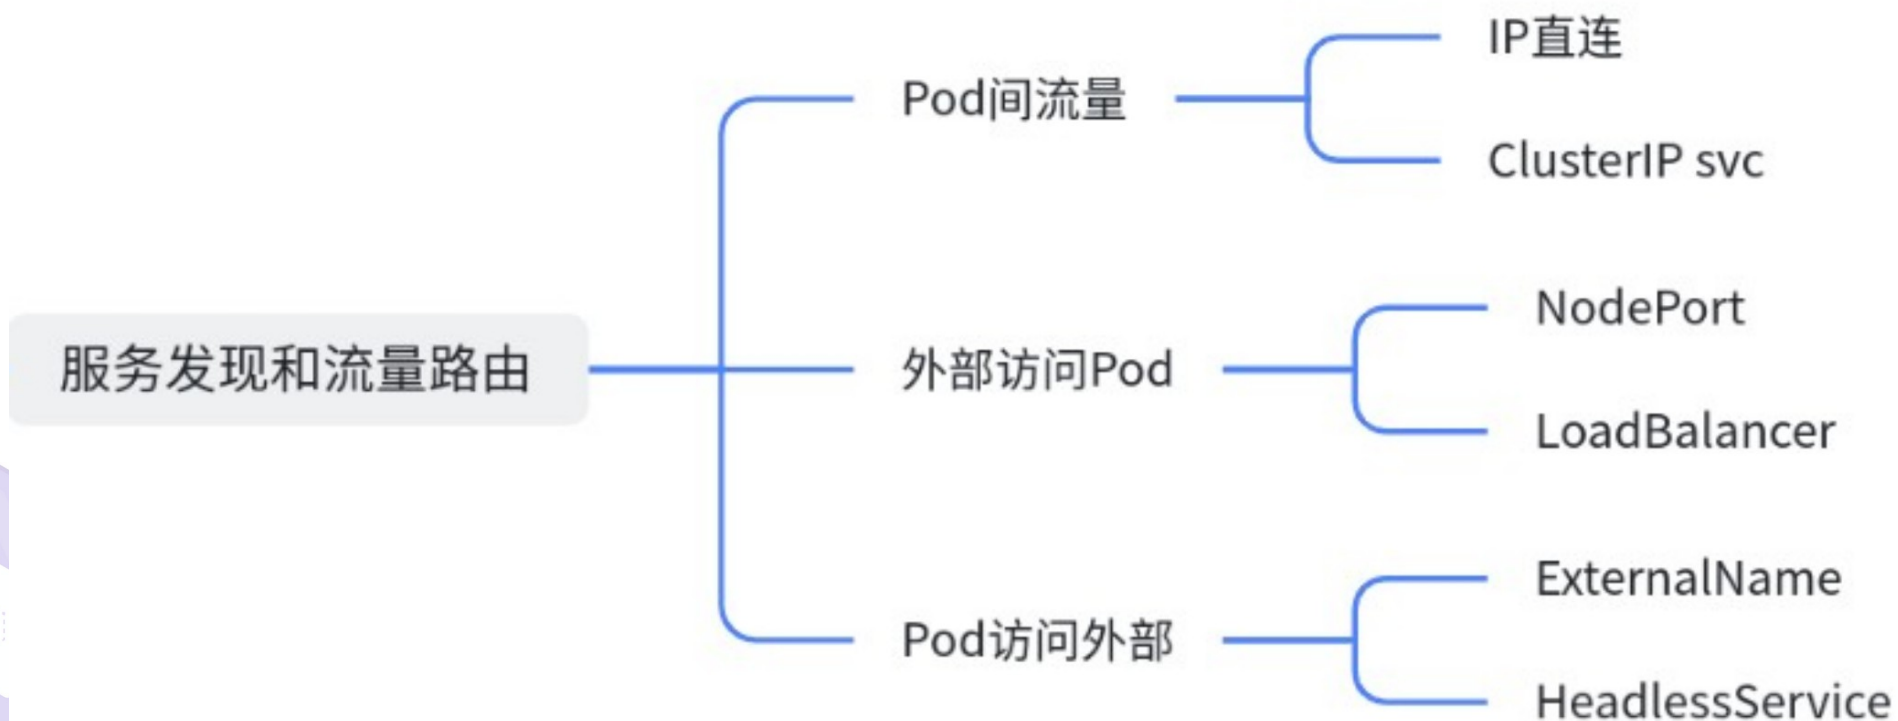 服务发现和流量路由
Pod间流量
IP直连
ClusterIP svc
外部访问Pod
NodePort
LoadBalancer
Pod访问外部
ExternalName
HeadlessService